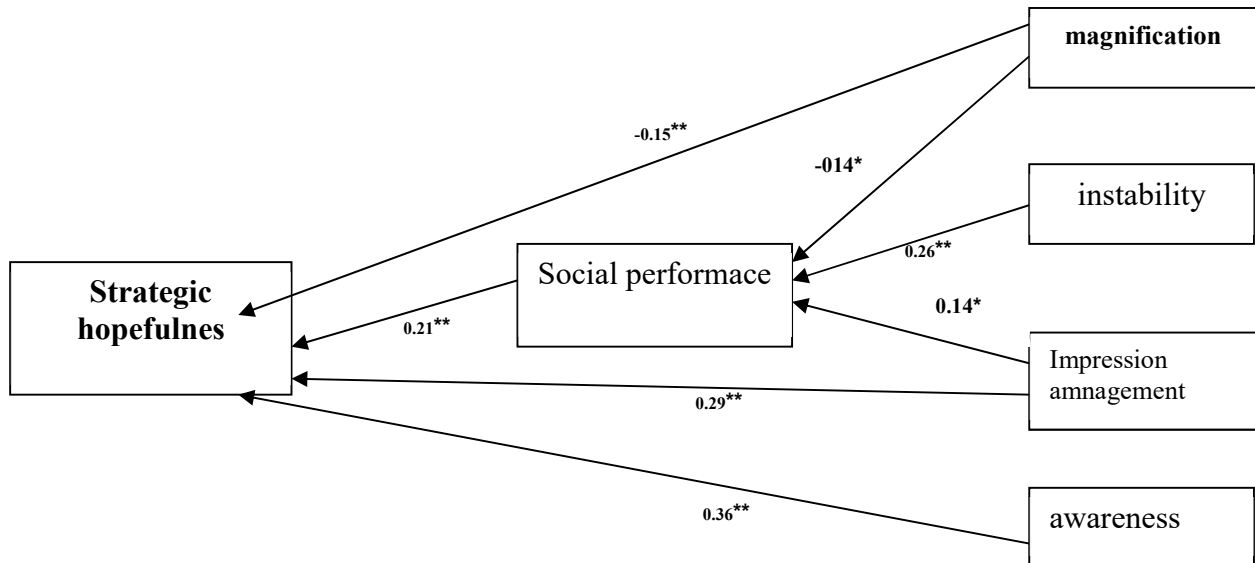 magnification
-0.15**
-014*
instability
0.26**
Social performace
Strategic
hopefulnes
0.21**
0.14*
Impression
amnagement
0.29**
0.36**
awareness